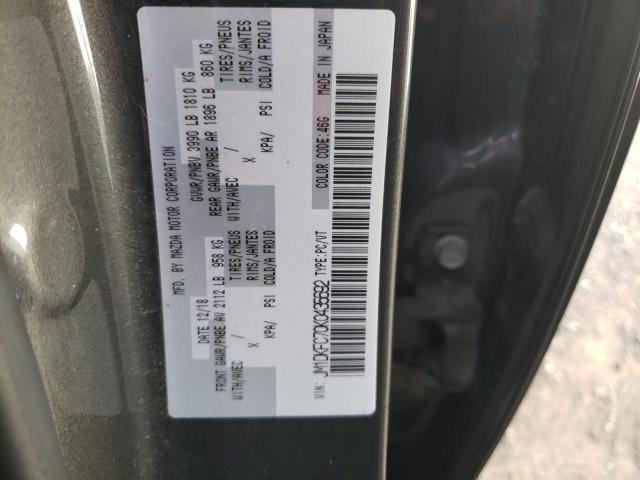 MFD. BY MAZDA MOTOR CORPORATION
DATE 12/18 GVWR/PNBV 3990 LB 1810 KG
FRONT GAWR/PNBE AV 2112 LB 958 KG REAR GAWR/PNBE AR 1896 LB 860 KG
WITH/AVEC / TIRES/PNEUS WITH/AVEC / TIRES/PNEUS
X RIMS/JANTES X RIMS/JANTES
KPA/ PSI COLD/A FROID KPA/ PSI COLD/A FROID
VIN: JM1DKFC70K0435692 TYPE:PC/VT COLOR CODE:46G MADE IN JAPAN